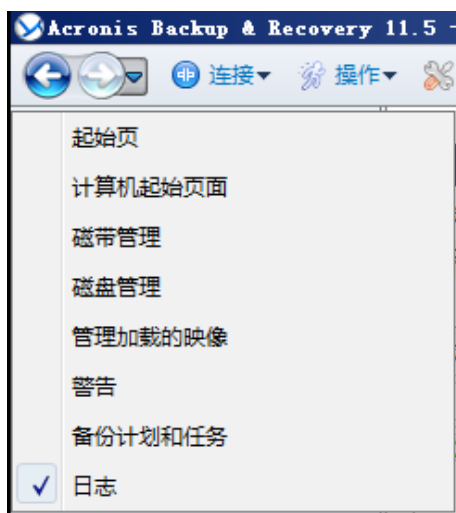 Acronis Backup & Recovery 11.5 -
连接 操作
起始页
计算机起始页面
磁带管理
磁盘管理
管理加载的映像
警告
备份计划和任务
日志